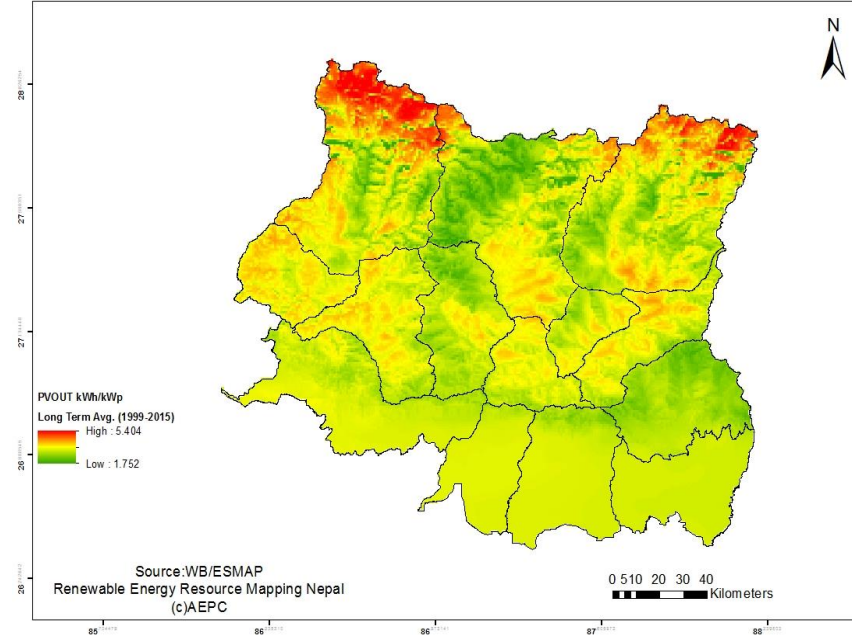 N
PVOUT kWh/kWp
Long Term Avg. (1999-2015)
High : 5.404
Low : 1.752
Source:WB/ESMAP
Renewable Energy Resource Mapping Nepal
(c)AEPC
0 510 20 30 40
Kilometers
28
27
27
26
26
85
86
86
87
88